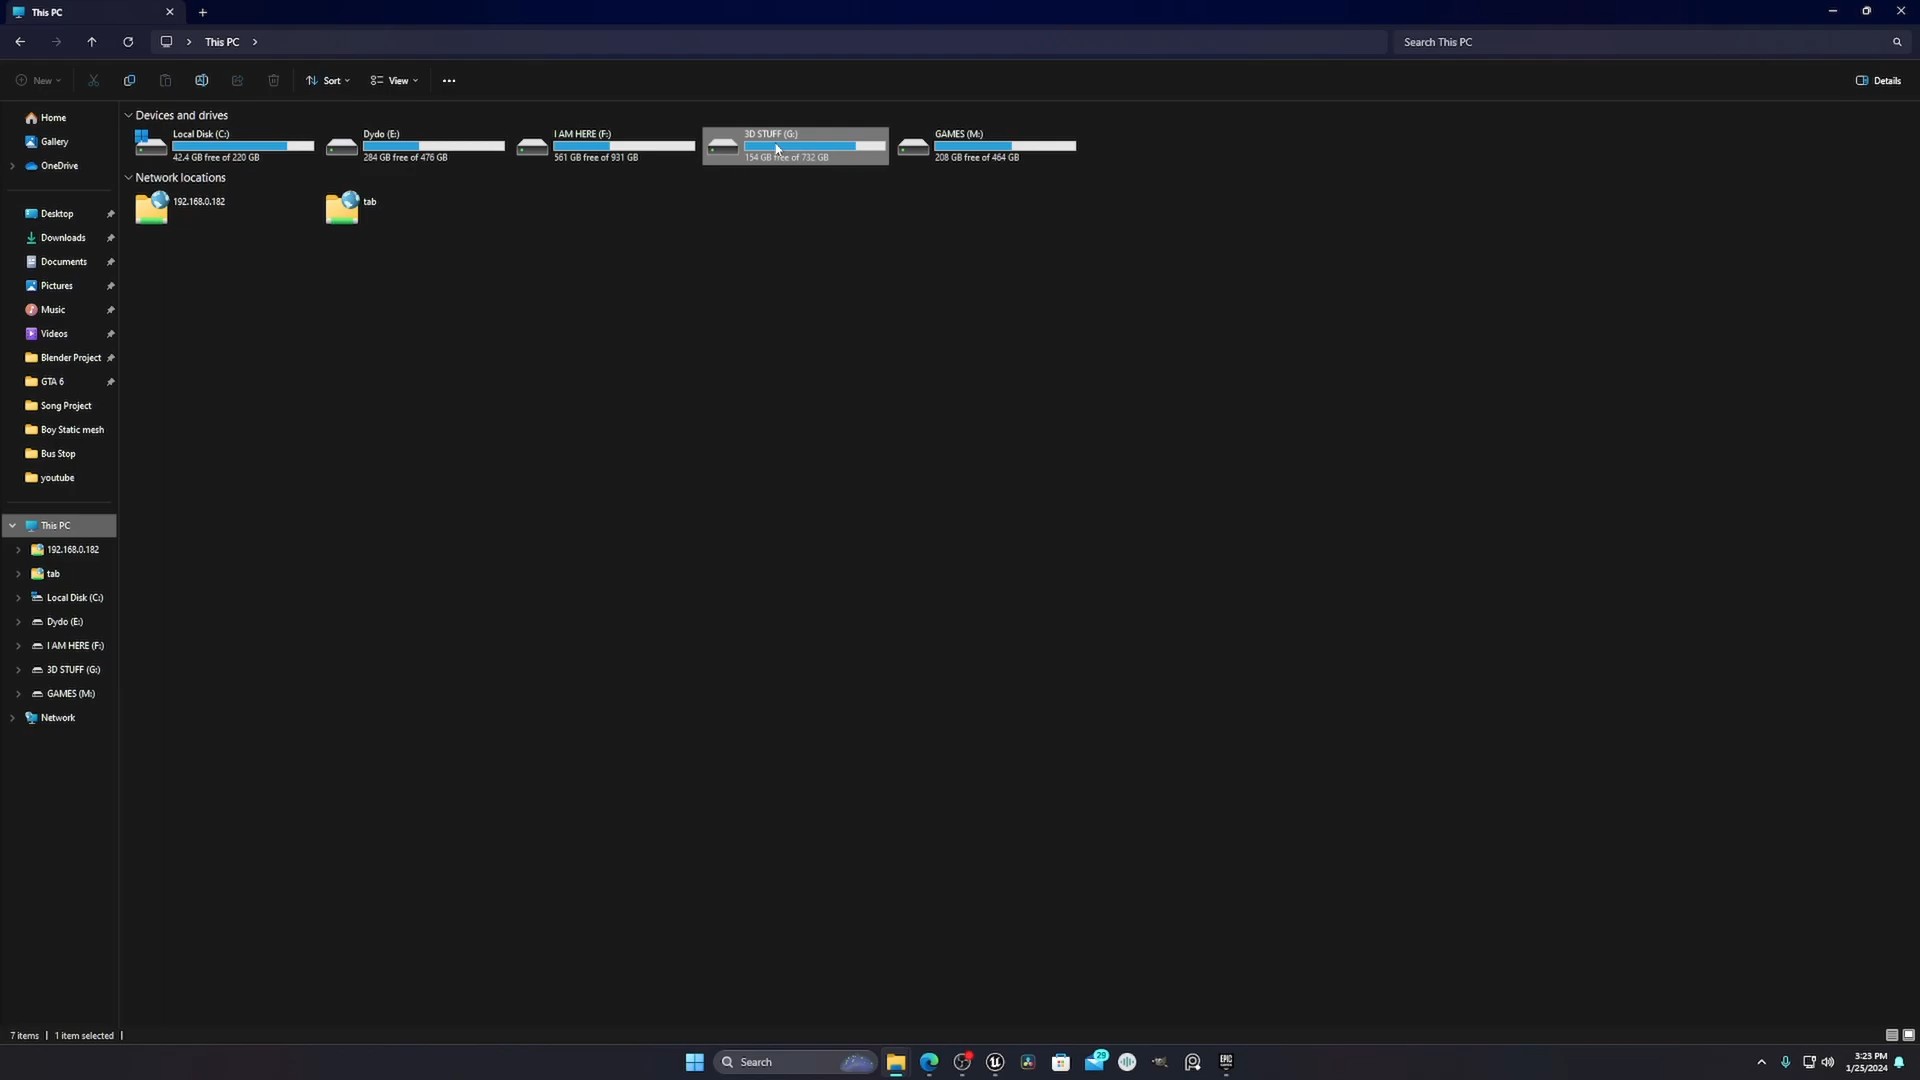 This PC
This PC
Search This PC
New
Sort
View
Details
Home
Gallery
OneDrive
Desktop
Downloads
Documents
Pictures
Music
Videos
Blender Project
GTA 6
Song Project
Boy Static mesh
Bus Stop
youtube
This PC
192.168.0.182
tab
Local Disk (C:)
Dydo (E:)
I AM HERE (F:)
3D STUFF (G:)
GAMES (M:)
Network
Devices and drives
Local Disk (C:)
42.4 GB free of 220 GB
Dydo (E:)
284 GB free of 476 GB
I AM HERE (F:)
561 GB free of 931 GB
3D STUFF (G:)
154 GB free of 732 GB
GAMES (M:)
208 GB free of 464 GB
Network locations
192.168.0.182
tab
7 items
1 item selected
Search
29
EPIC
3:23 PM
1/25/2024